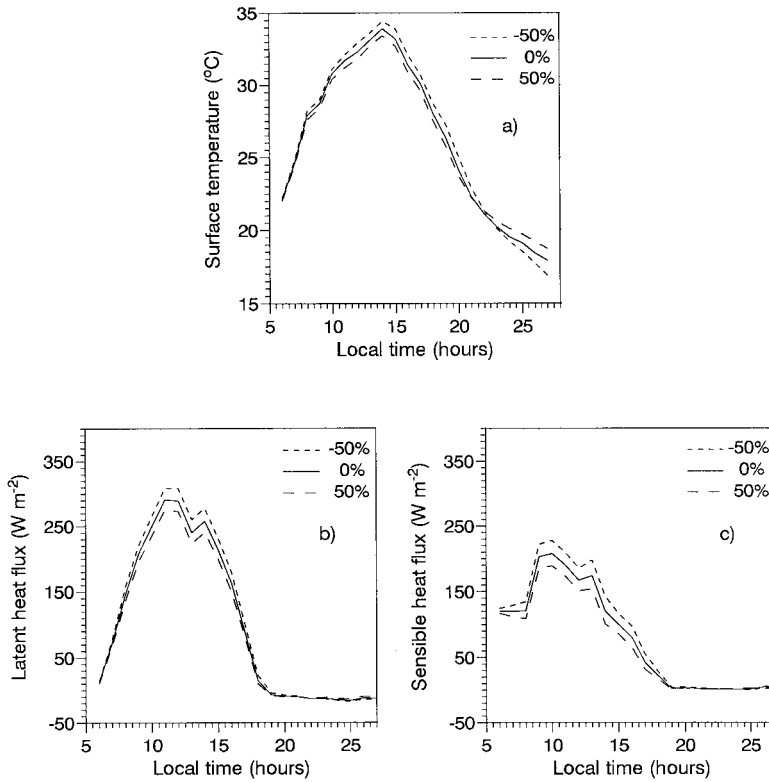 35
30
25
20
15
Surface temperature (°C)
-50%
0%
50%
a)
5 10 15 20 25
Local time (hours)
350
250
150
50
-50
Latent heat flux (W m-2)
-50%
0%
50%
b)
5 10 15 20 25
Local time (hours)
350
250
150
50
-50
Sensible heat flux (W m-2)
-50%
0%
50%
c)
5 10 15 20 25
Local time (hours)